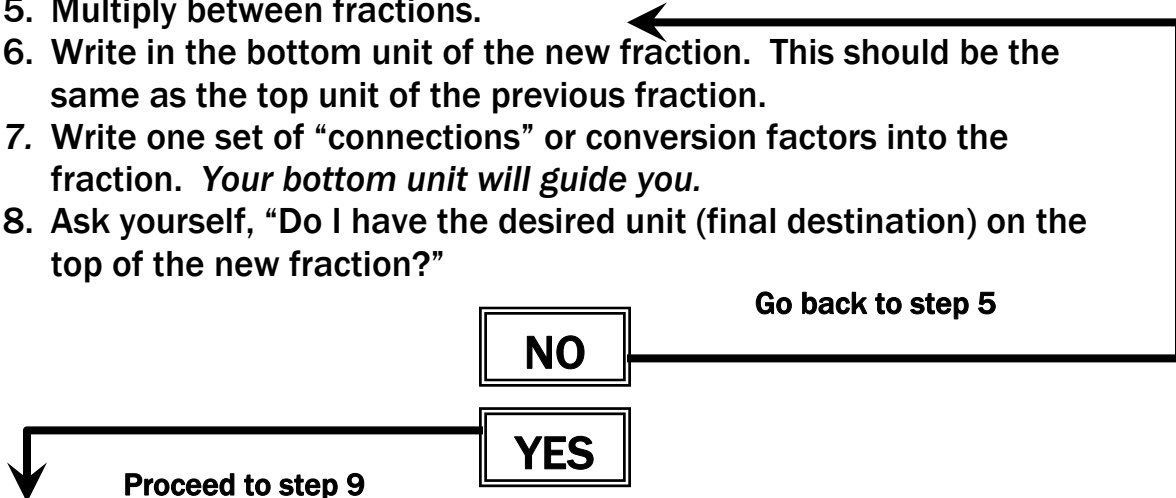 5. Multiply between fractions.
6. Write in the bottom unit of the new fraction. This should be the
same as the top unit of the previous fraction.
7. Write one set of “connections” or conversion factors into the
fraction. Your bottom unit will guide you.
8. Ask yourself, “Do I have the desired unit (final destination) on the
top of the new fraction?”
Go back to step 5
NO
YES
Proceed to step 9